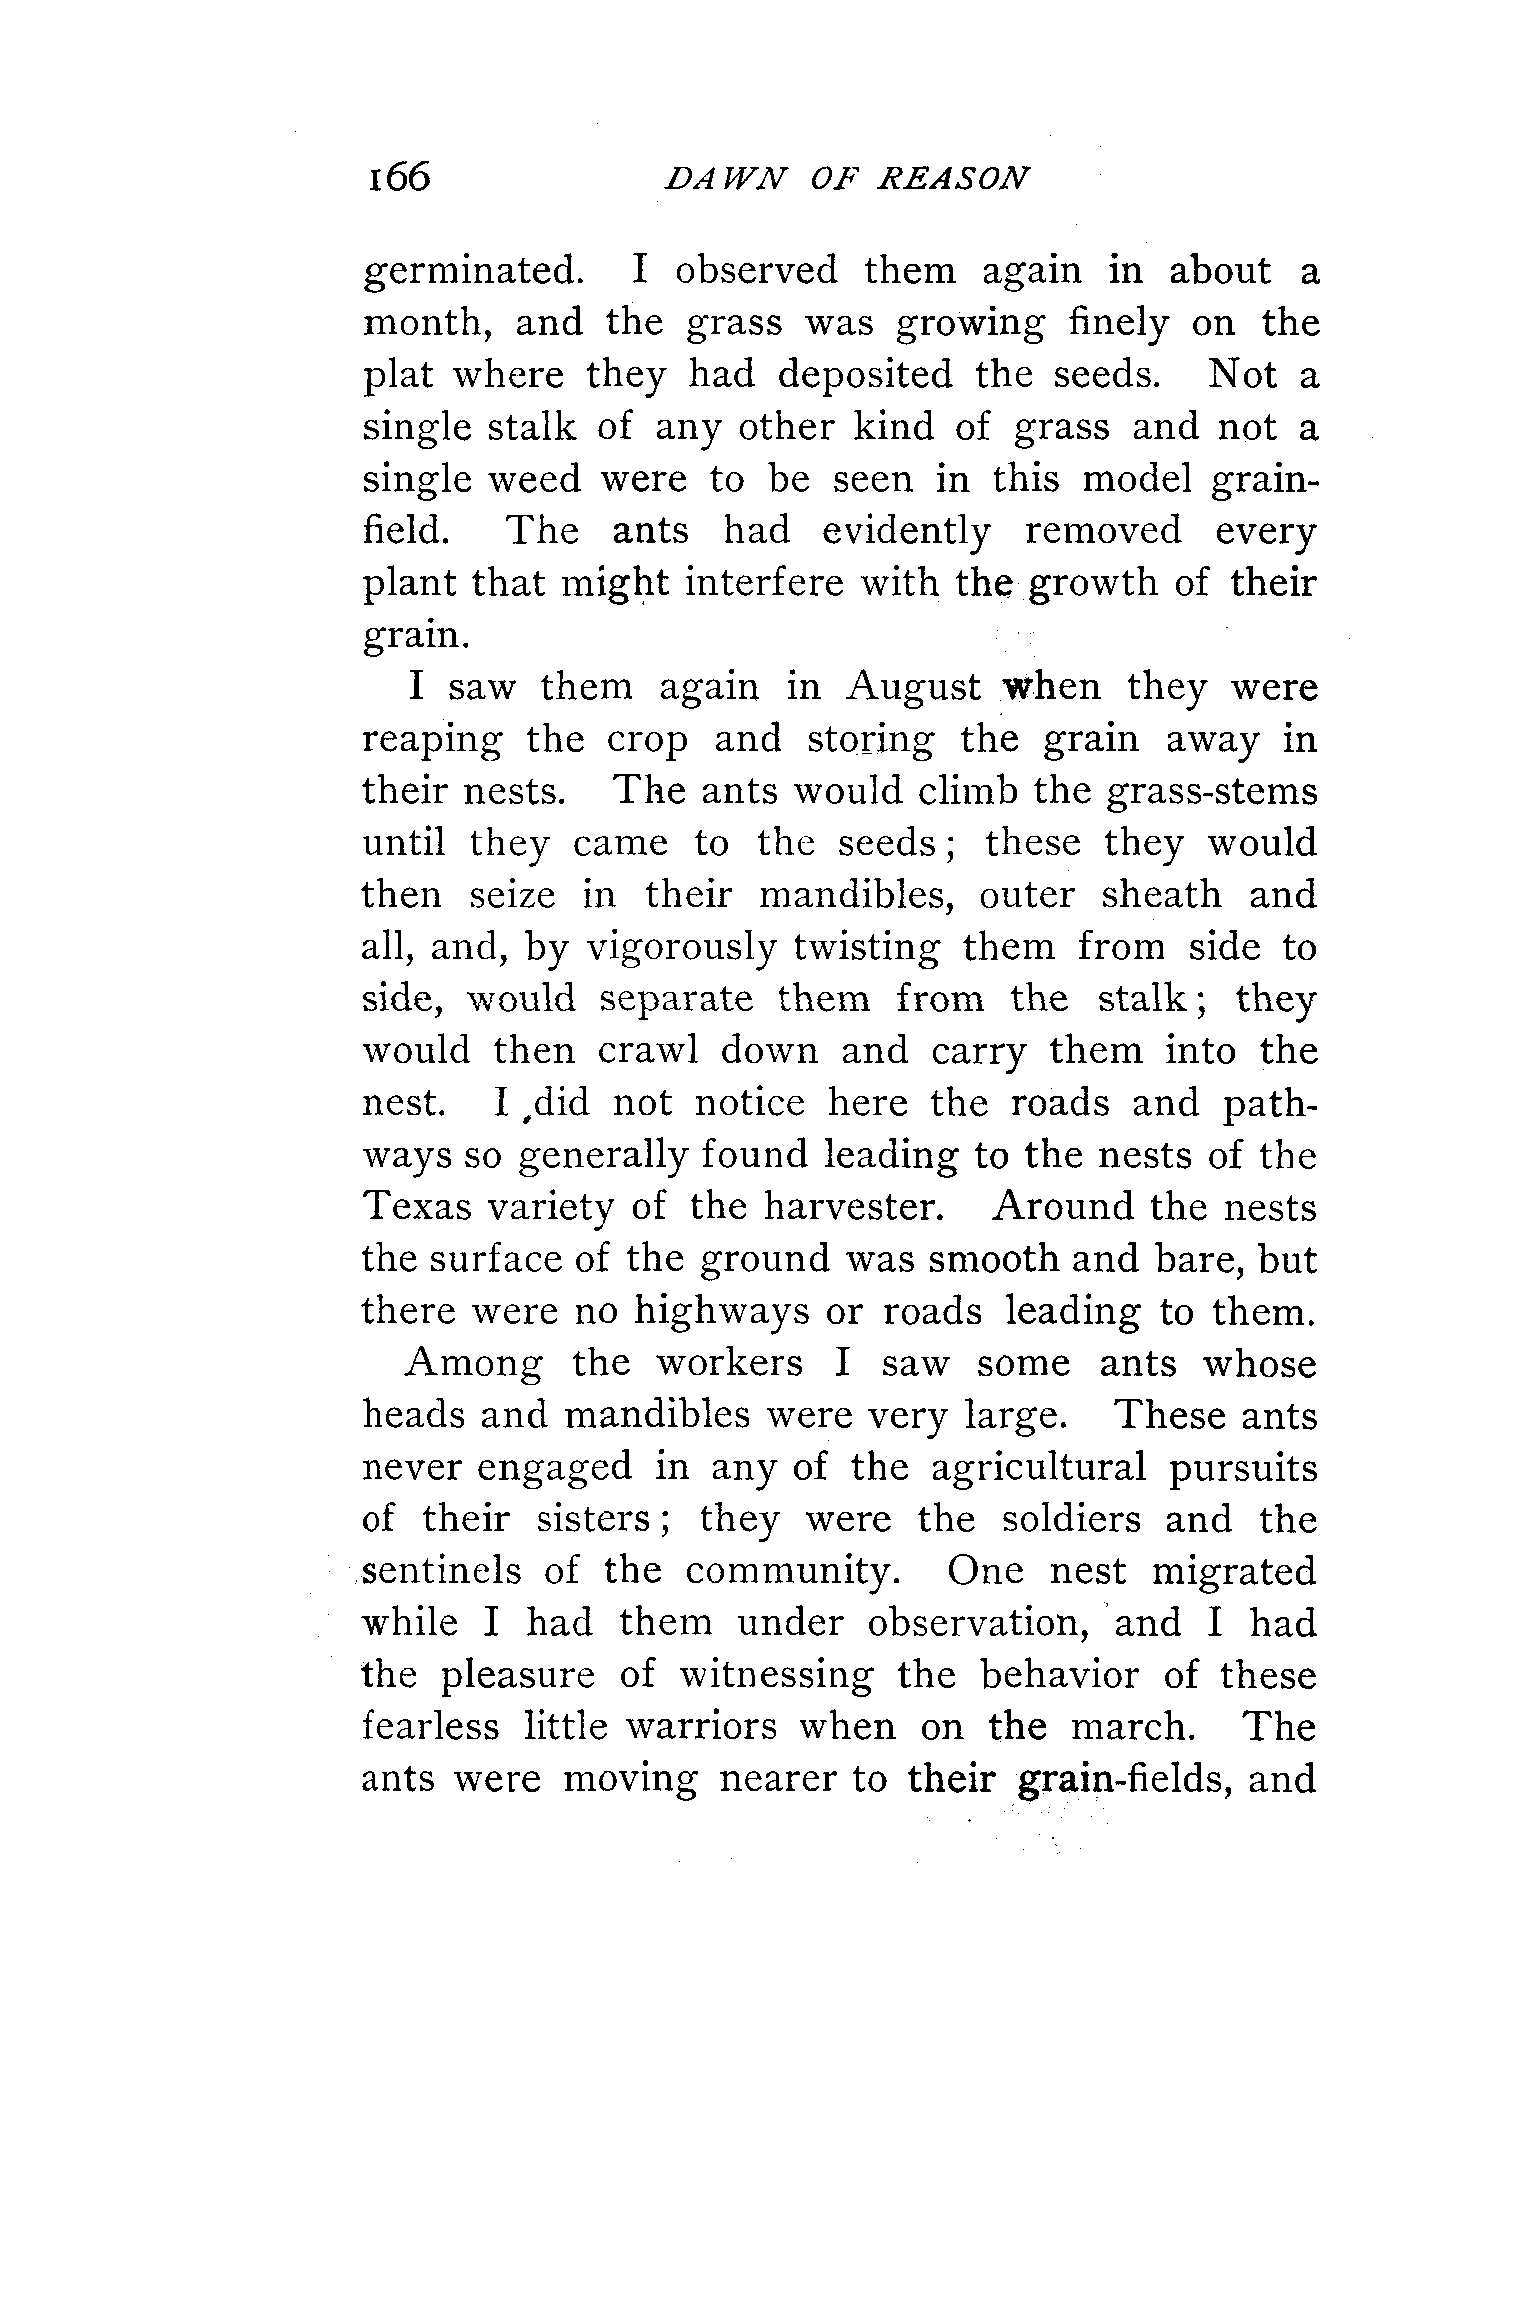 166 DAWN OF REASON
germinated. I observed them again in about a
month, and the grass was growing finely on the
plat where they had deposited the seeds. Not a
single stalk of any other kind of grass and not a
single weed were to be seen in this model grain-
field. The ants had evidently removed every
plant that might interfere with the growth of their
grain.
I saw them again in August when they were
reaping the crop and storing the grain away in
their nests. The ants would climb the grass-stems
until they came to the seeds; these they would
then seize in their mandibles, outer sheath and
all, and, by vigorously twisting them from side to
side, would separate them from the stalk; they
would then crawl down and carry them into the
nest. I did not notice here the roads and path-
ways so generally found leading to the nests of the
Texas variety of the harvester. Around the nests
the surface of the ground was smooth and bare, but
there were no highways or roads leading to them.
Among the workers I saw some ants whose
heads and mandibles were very large. These ants
never engaged in any of the agricultural pursuits
of their sisters; they were the soldiers and the
sentinels of the community. One nest migrated
while I had them under observation, and I had
the pleasure of witnessing the behavior of these
fearless little warriors when on the march. The
ants were moving nearer to their grain-fields, and